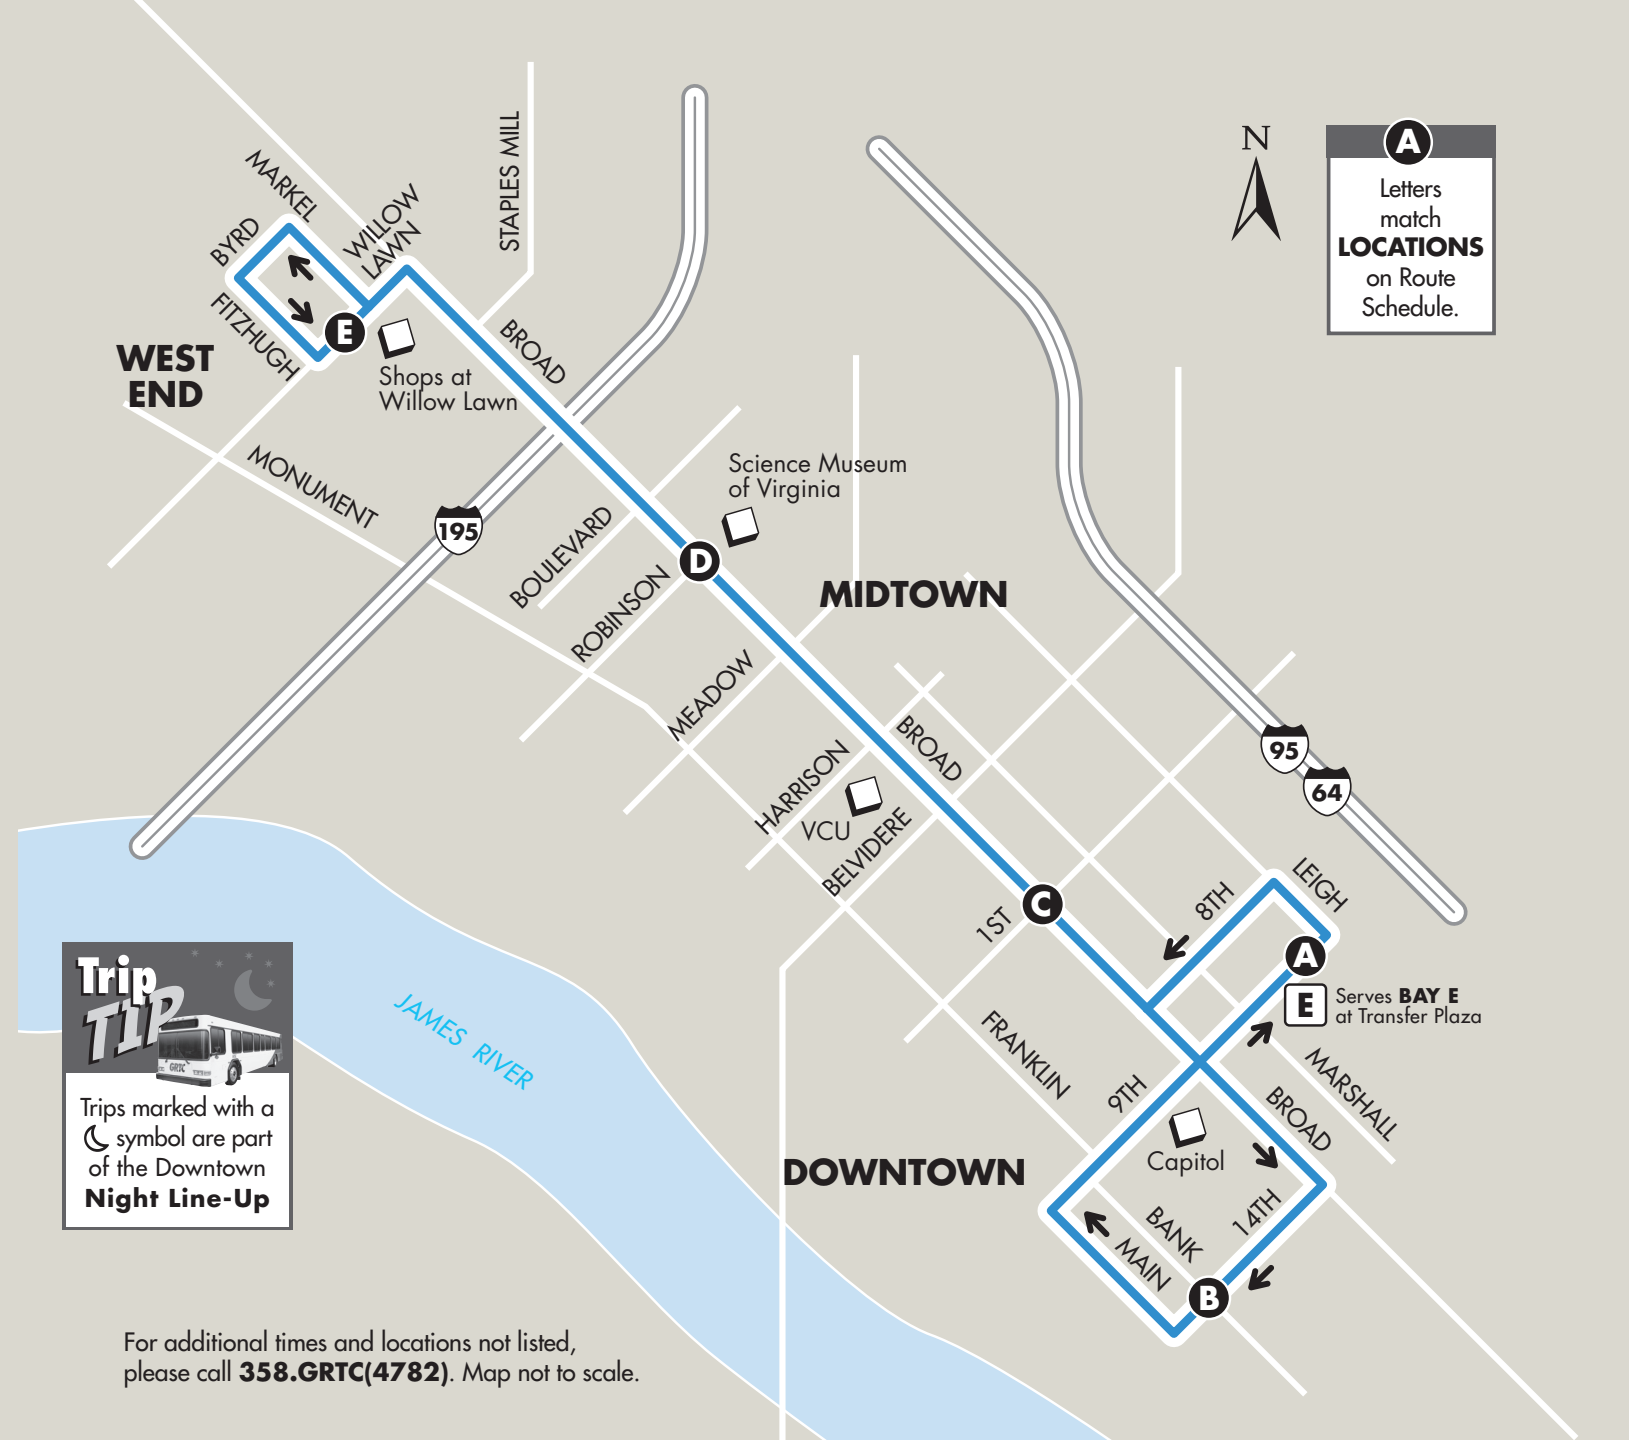 STAPLES MILL
N
A
Letters
match
LOCATIONS
on Route
Schedule.
MARKEL
WILLOW
LAWN
BYRD
FITZHUGH
E
WEST
END
Shops at
Willow Lawn
BROAD
MONUMENT
195
Science Museum
of Virginia
BOULEVARD
D
ROBINSON
MIDTOWN
MEADOW
BROAD
HARRISON
VCU
BELVIDERE
95
64
C
1ST
8TH
LEIGH
A
E
Serves BAY E
at Transfer Plaza
Trip
TIP
GRTC
Trips marked with a
symbol are part
of the Downtown
Night Line-Up
JAMES RIVER
FRANKLIN
9TH
MARSHALL
BROAD
Capitol
DOWNTOWN
14TH
BANK
MAIN
B
For additional times and locations not listed,
please call 358.GRTC(4782). Map not to scale.